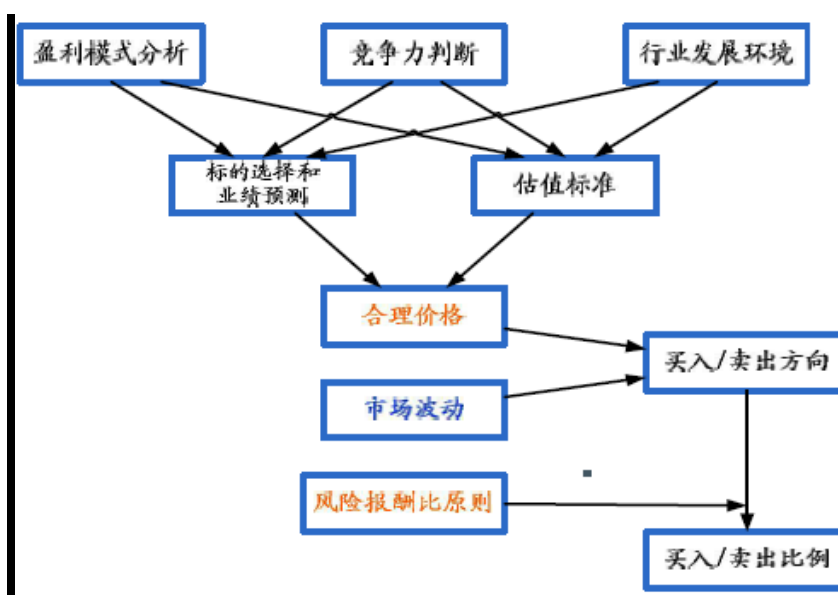 盈利模式分析
竞争力判断
行业发展环境
标的选择和
业绩预测
估值标准
合理价格
买入/卖出方向
市场波动
风险报酬比原则
买入/卖出比例